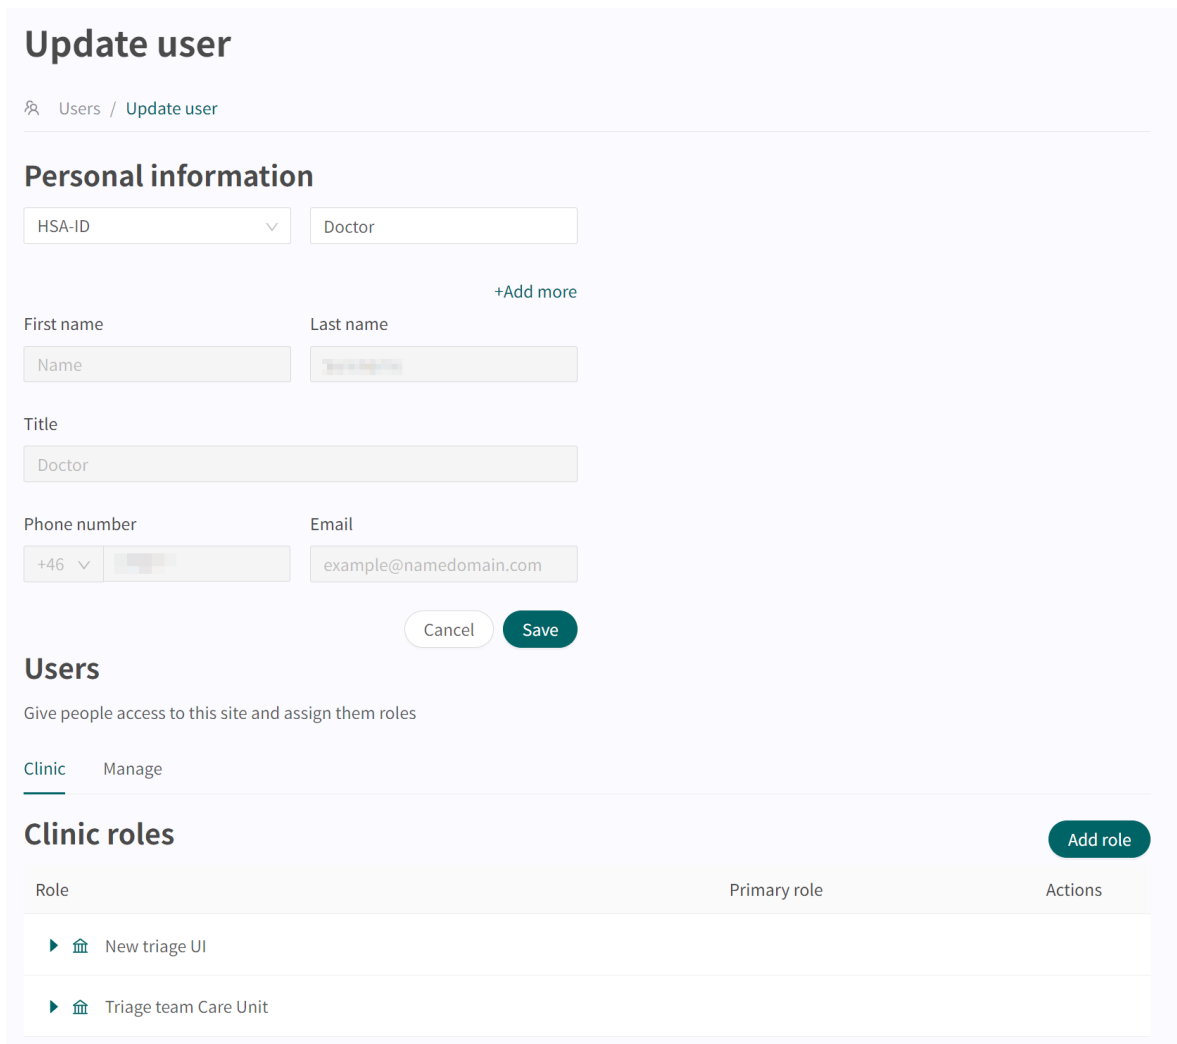 Update user
Users / Update user
Personal information
HSA-ID Doctor
+Add more
First name Last name
Name
Title
Doctor
Phone number Email
+46 example@namedomain.com
Cancel Save
Users
Give people access to this site and assign them roles
Clinic Manage
Clinic roles Add role
Role Primary role Actions
New triage UI
Triage team Care Unit